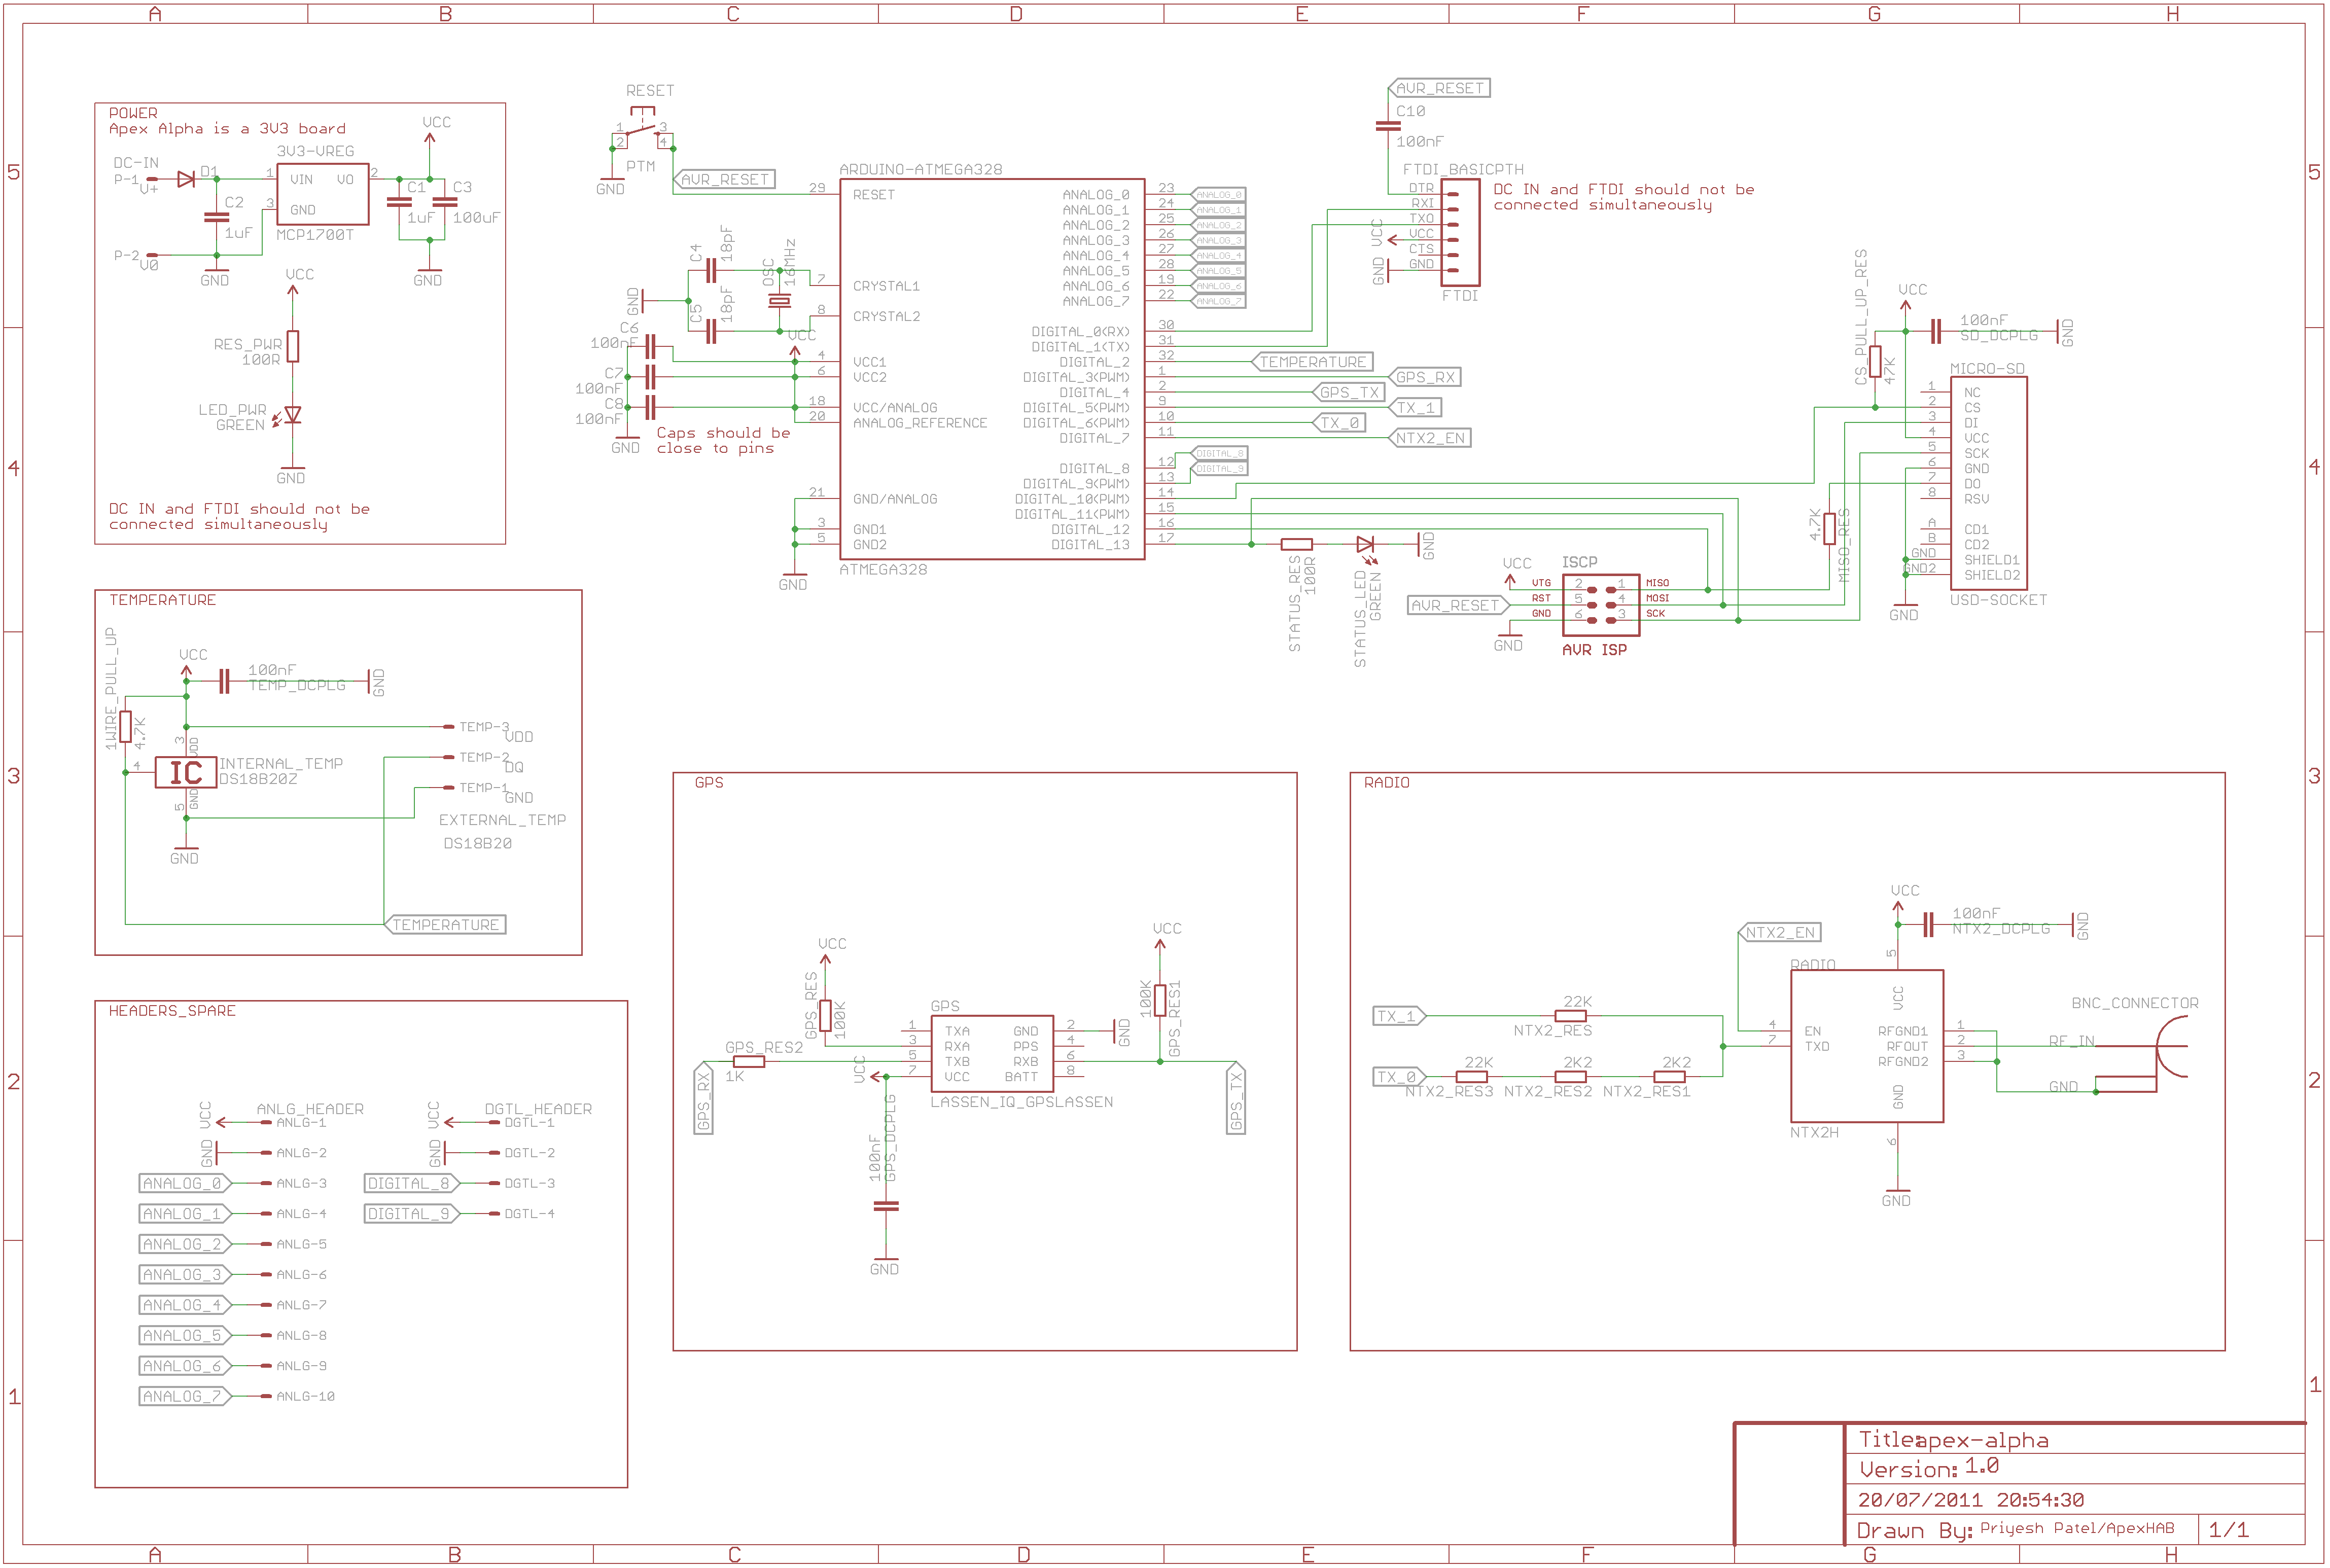 A B C D E F G H
5
4
3
2
1
POWER
Apex Alpha is a 3V3 board
VCC
3V3-VREG
DC-IN
P-1
V+
D1
1 VIN VO 2
3 GND
MCP1700T
C2
1uF
C1
1uF
C3
100uF
P-2
V0
GND
GND
VCC
RES_PWR
100R
LED_PWR
GREEN
GND
DC IN and FTDI should not be
connected simultaneously
RESET
1 3
2 4
PTM
GND
AVR_RESET
C4
18pF
OSC
16MHz
GND
C5
18pF
C6
100nF
VCC
C7
100nF
C8
100nF
GND
Caps should be
close to pins
GND
ARDUINO-ATMEGA328
29 RESET
7 CRYSTAL1
8 CRYSTAL2
4 VCC1
6 VCC2
18 VCC/ANALOG
20 ANALOG_REFERENCE
21 GND/ANALOG
3 GND1
5 GND2
ANALOG_0 23 ANALOG_0
ANALOG_1 24 ANALOG_1
ANALOG_2 25 ANALOG_2
ANALOG_3 26 ANALOG_3
ANALOG_4 27 ANALOG_4
ANALOG_5 28 ANALOG_5
ANALOG_6 19 ANALOG_6
ANALOG_7 22 ANALOG_7
DIGITAL_0(RX) 30
DIGITAL_1(TX) 31
DIGITAL_2 32 TEMPERATURE
DIGITAL_3(PWM) 1 GPS_RX
DIGITAL_4 2 GPS_TX
DIGITAL_5(PWM) 9 TX_1
DIGITAL_6(PWM) 10 TX_0
DIGITAL_7 11 NTX2_EN
DIGITAL_8 12 DIGITAL_8
DIGITAL_9(PWM) 13 DIGITAL_9
DIGITAL_10(PWM) 14
DIGITAL_11(PWM) 15
DIGITAL_12 16
DIGITAL_13 17
ATMEGA328
AVR_RESET
C10
100nF
FTDI_BASICPTH
DTR
RXI
TXO
VCC
CTS
GND
VCC
GND
FTDI
DC IN and FTDI should not be
connected simultaneously
STATUS_RES
100R
STATUS_LED
GREEN
GND
ISCP
VCC
VTG 2 1 MISO
AVR_RESET
RST 5 4 MOSI
GND 6 3 SCK
GND
AVR ISP
CS_PULL_UP_RES
47K
VCC
100nF
SD_DCPLG
GND
MICRO-SD
1 NC
2 CS
3 DI
4 VCC
5 SCK
6 GND
7 DO
8 RSV
A CD1
B CD2
GND SHIELD1
GND2 SHIELD2
USD-SOCKET
GND
4.7K
MISO_RES
TEMPERATURE
1WIRE_PULL_UP
4.7K
VCC
100nF
TEMP_DCPLG
GND
3 VDD
4
IC
INTERNAL_TEMP
DS18B20Z
5 GND
GND
TEMP-3
VDD
TEMP-2
DQ
TEMP-1
GND
EXTERNAL_TEMP
DS18B20
TEMPERATURE
HEADERS_SPARE
ANLG_HEADER
VCC ANLG-1
GND ANLG-2
ANALOG_0 ANLG-3
ANALOG_1 ANLG-4
ANALOG_2 ANLG-5
ANALOG_3 ANLG-6
ANALOG_4 ANLG-7
ANALOG_5 ANLG-8
ANALOG_6 ANLG-9
ANALOG_7 ANLG-10
DGTL_HEADER
VCC DGTL-1
GND DGTL-2
DIGITAL_8 DGTL-3
DIGITAL_9 DGTL-4
GPS
VCC
GPS_RES
100K
GPS_RES2
1K
GPS_RX
GPS
1 TXA GND 2
3 RXA PPS 4
5 TXB RXB 6
7 VCC BATT 8
LASSEN_IQ_GPSLASSEN
VCC
GND
VCC
100K
GPS_RES1
GPS_TX
100nF
GPS_DCPLG
GND
RADIO
TX_1
22K
NTX2_RES
TX_0
22K
NTX2_RES3
2K2
NTX2_RES2
2K2
NTX2_RES1
NTX2_EN
VCC
100nF
NTX2_DCPLG
GND
RADIO
5
VCC
4 EN
7 TXD
RFGND1 1
RFOUT 2
RFGND2 3
GND
6
NTX2H
GND
BNC_CONNECTOR
RF_IN
GND
Title:apex-alpha
Version: 1.0
20/07/2011 20:54:30
Drawn By: Priyesh Patel/ApexHAB 1/1
5
4
3
2
1
A B C D E F G H